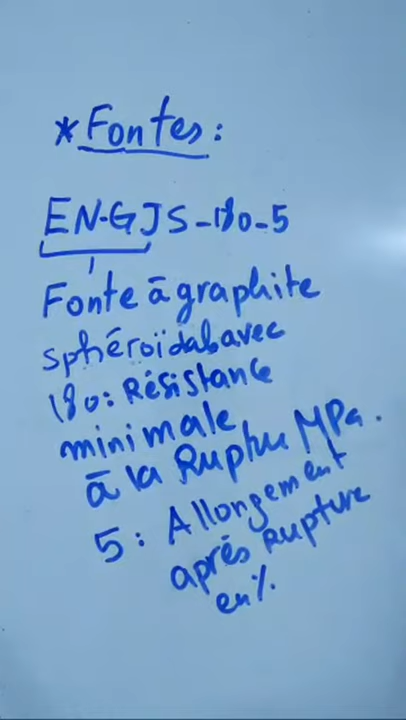 *Fontes:
EN-GJS-180-5
Fonte à graphite
sphéroïdal avec
180: Résistance
minimale
à la Ruptue MPa.
5: Allongement
après Rupture
en%